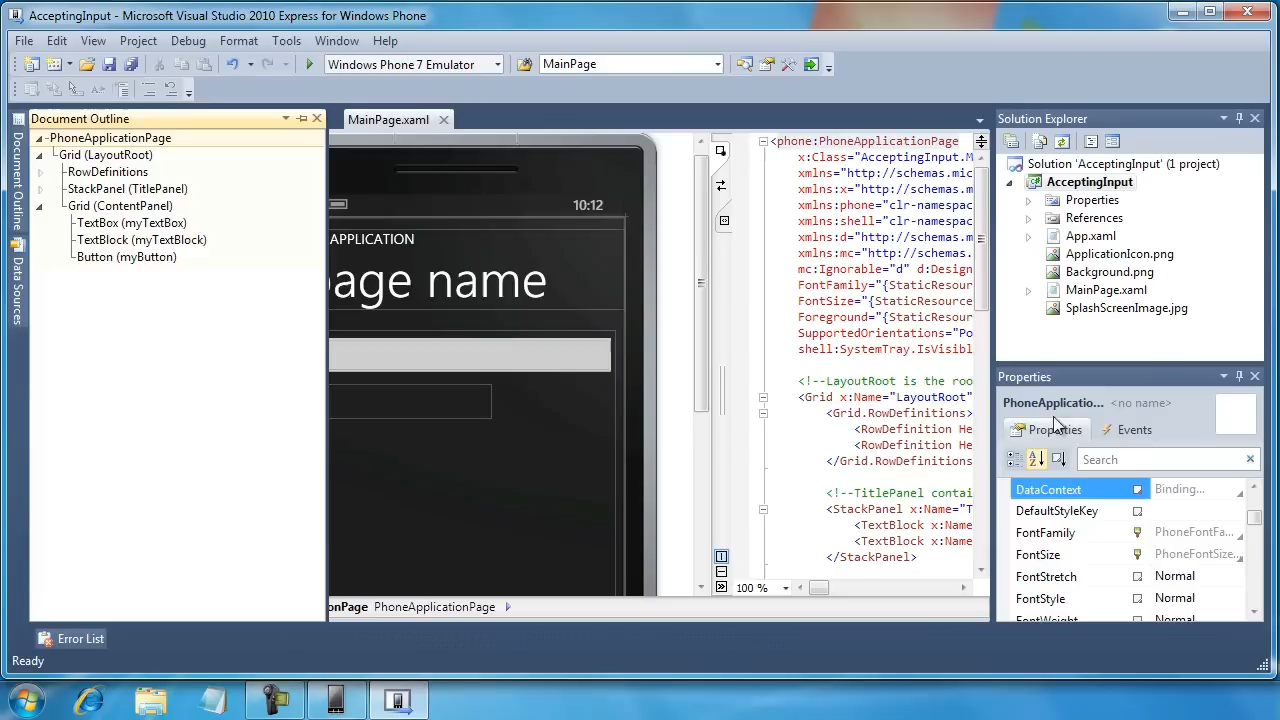 AcceptingInput - Microsoft Visual Studio 2010 Express for Windows Phone
File Edit View Project Debug Format Tools Window Help
Windows Phone 7 Emulator MainPage
Document Outline
PhoneApplicationPage
Grid (LayoutRoot)
RowDefinitions
StackPanel (TitlePanel)
Grid (ContentPanel)
TextBox (myTextBox)
TextBlock (myTextBlock)
Button (myButton)
Document Outline
Data Sources
MainPage.xaml
10:12
APPLICATION
page name
<phone:PhoneApplicationPage
x:Class="AcceptingInput.M
xmlns="http://schemas.mic
xmlns:x="http://schemas.m
xmlns:phone="clr-namespac
xmlns:shell="clr-namespac
xmlns:d="http://schemas.m
xmlns:mc="http://schemas.
mc:Ignorable="d" d:Design
FontFamily="{StaticResour
FontSize="{StaticResource
Foreground="{StaticResour
SupportedOrientations="Po
shell:SystemTray.IsVisibl
<!--LayoutRoot is the roo
<Grid x:Name="LayoutRoot"
<Grid.RowDefinitions>
<RowDefinition He
<RowDefinition He
</Grid.RowDefinitions
<!--TitlePanel contai
<StackPanel x:Name="T
<TextBlock x:Name
<TextBlock x:Name
</StackPanel>
100 %
onPage PhoneApplicationPage
Solution Explorer
Solution 'AcceptingInput' (1 project)
AcceptingInput
Properties
References
App.xaml
ApplicationIcon.png
Background.png
MainPage.xaml
SplashScreenImage.jpg
Properties
PhoneApplicatio... <no name>
Properties Events
Search
DataContext Binding...
DefaultStyleKey
FontFamily PhoneFontFa...
FontSize PhoneFontSize...
FontStretch Normal
FontStyle Normal
FontWeight Normal
Error List
Ready